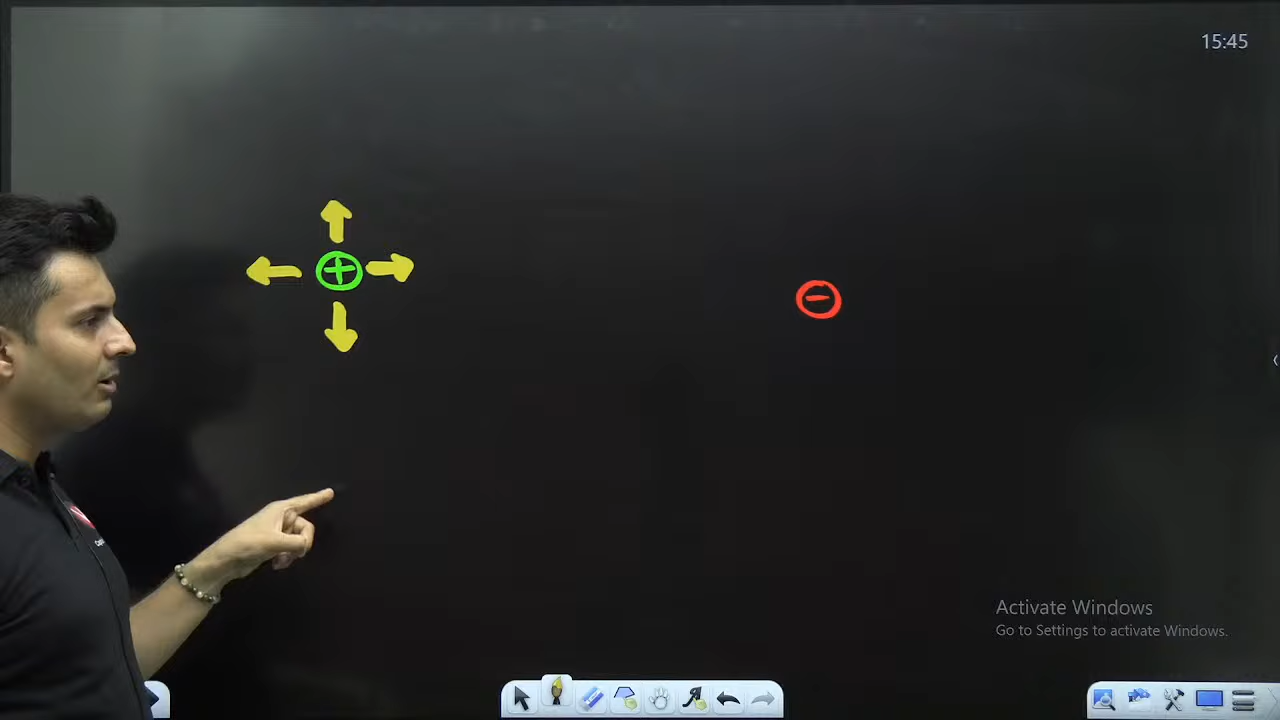 15:45
+
−
Activate Windows
Go to Settings to activate Windows.